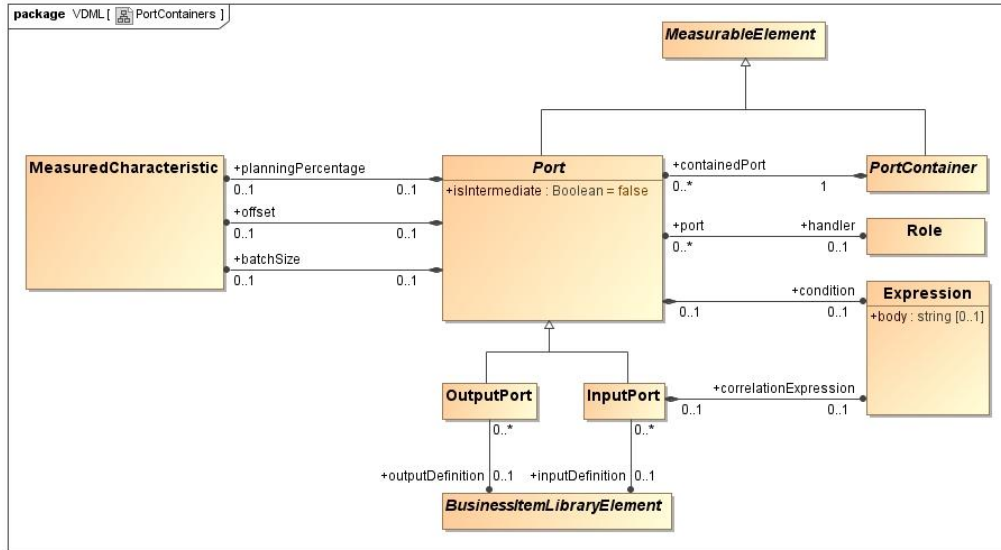 package VDML [ PortContainers ]
MeasurableElement
MeasuredCharacteristic
+planningPercentage
0..1 0..1
+offset
0..1 0..1
+batchSize
0..1 0..1
Port
+isIntermediate : Boolean = false
+containedPort
0..* 1
PortContainer
+port +handler
0..* 0..1
Role
+condition
0..1 0..1
Expression
+body : string [0..1]
+correlationExpression
0..1 0..1
OutputPort
InputPort
0..* 0..*
+outputDefinition 0..1 +inputDefinition 0..1
BusinessItemLibraryElement